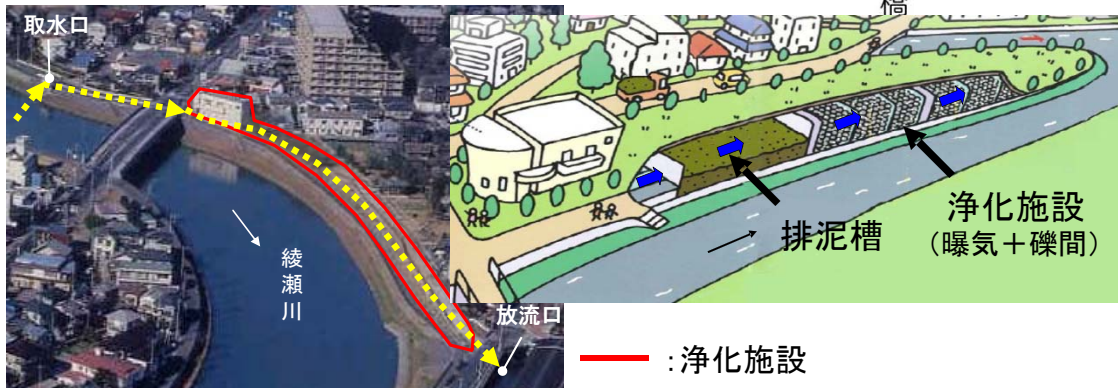 橋
取水口
綾瀬川
放流口
排泥槽
浄化施設
（曝気＋礫間）
：浄化施設